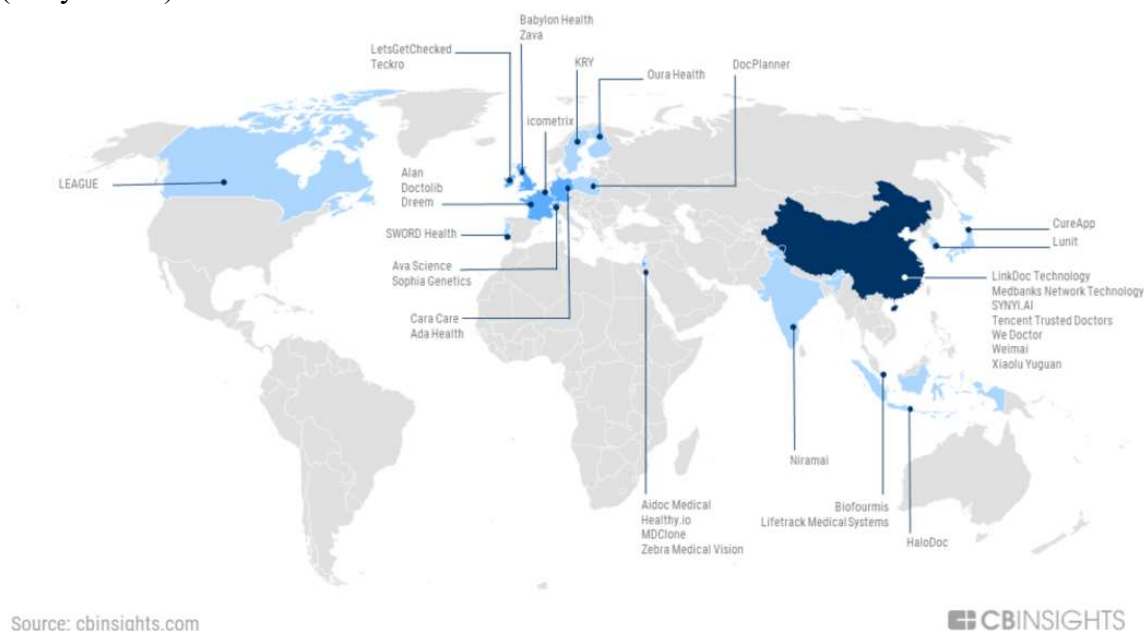 Babylon Health
Zava
LetsGetChecked
Teckro
KRY
Oura Health
DocPlanner
icometrix
LEAGUE
Alan
Doctolib
Dreem
SWORD Health
Ava Science
Sophia Genetics
Cara Care
Ada Health
CureApp
Lunit
LinkDoc Technology
Medbanks Network Technology
SYNYI.AI
Tencent Trusted Doctors
We Doctor
Weimai
Xiaolu Yuguan
Niramai
Biofourmis
Lifetrack Medical Systems
HaloDoc
Aidoc Medical
Healthy.io
MDClone
Zebra Medical Vision
Source: cbinsights.com
CBINSIGHTS